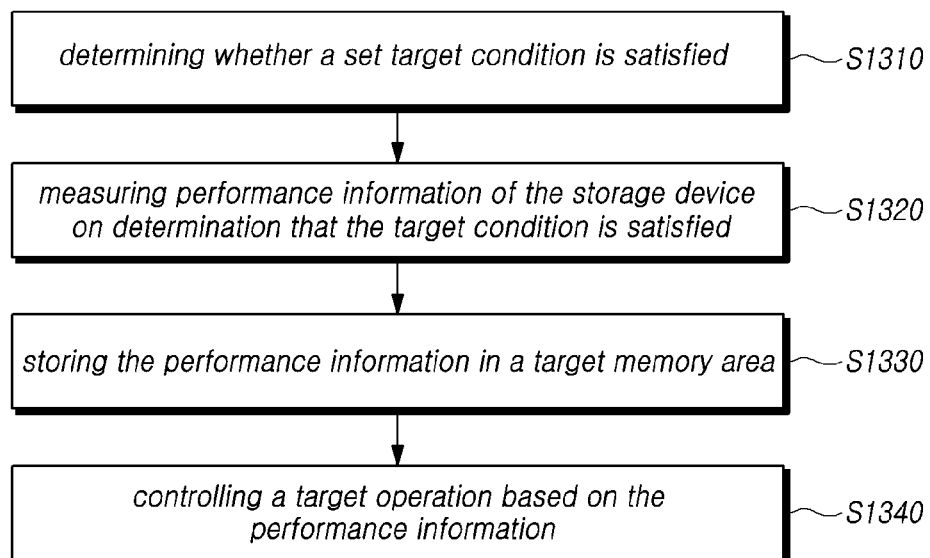 determining whether a set target condition is satisfied
S1310
measuring performance information of the storage device
on determination that the target condition is satisfied
S1320
storing the performance information in a target memory area
S1330
controlling a target operation based on the
performance information
S1340